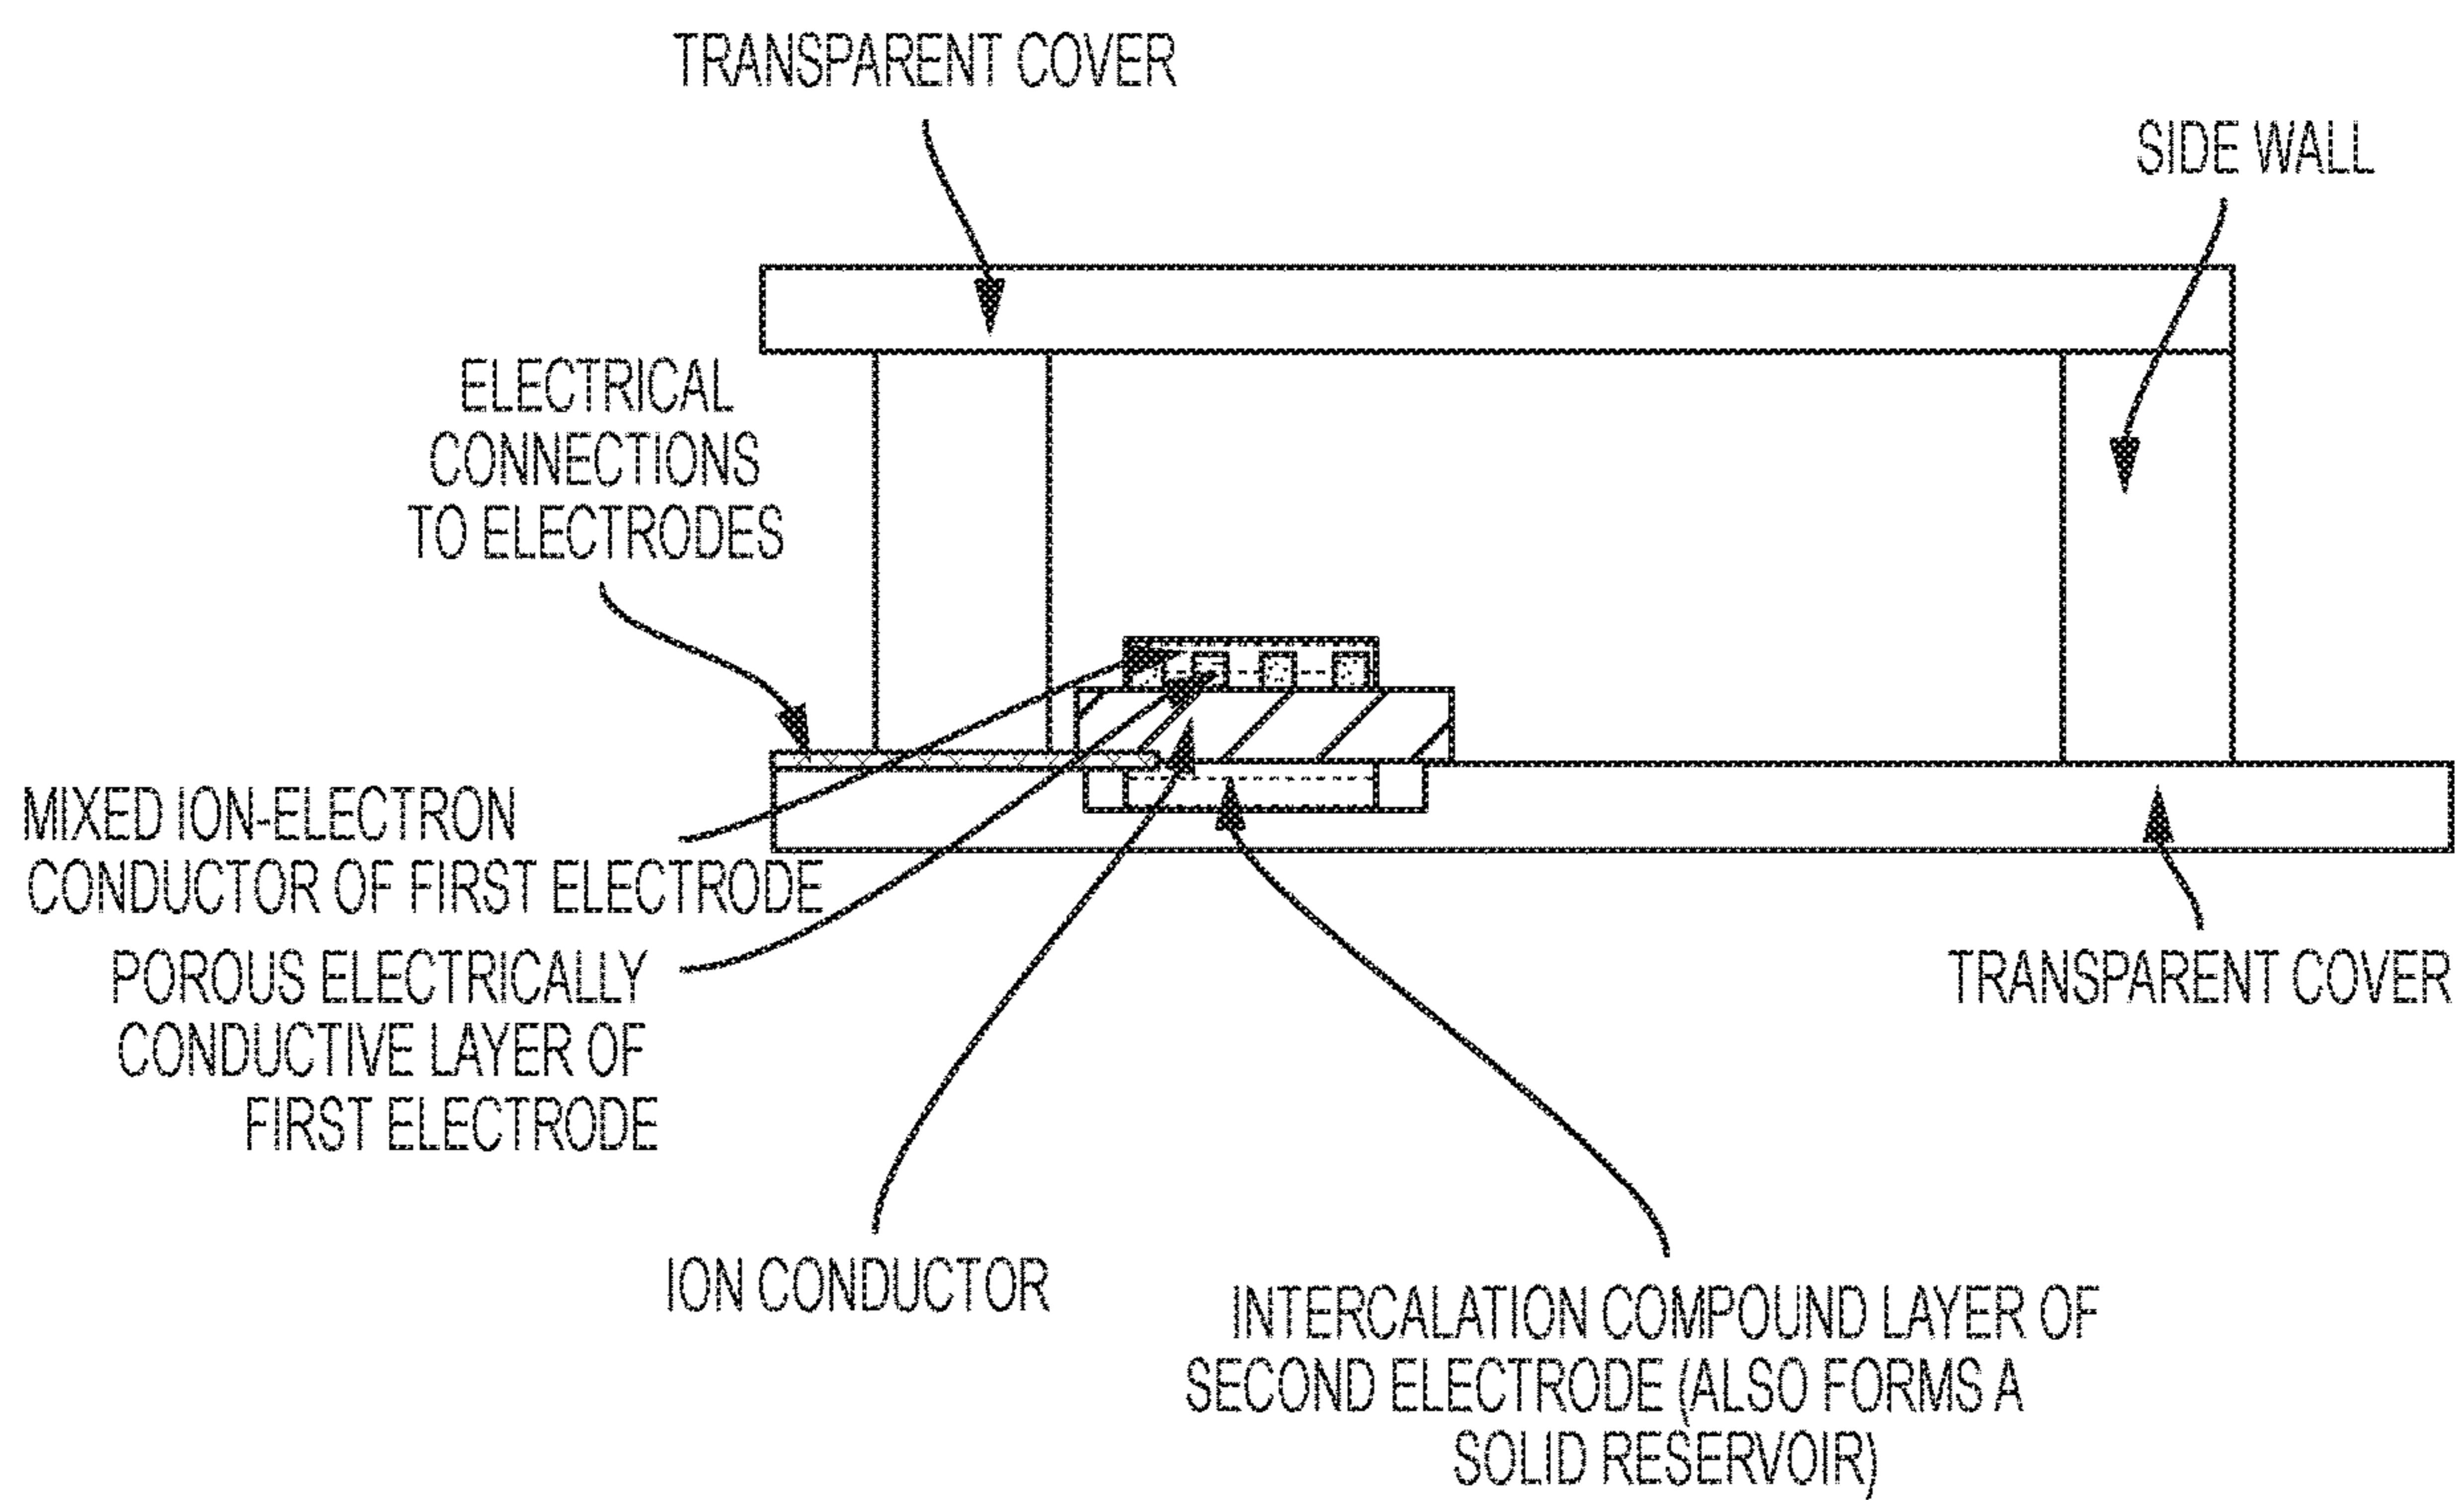 TRANSPARENT COVER
SIDE WALL
ELECTRICAL
CONNECTIONS
TO ELECTRODES
MIXED ION-ELECTRON
CONDUCTOR OF FIRST ELECTRODE
POROUS ELECTRICALLY
CONDUCTIVE LAYER OF
FIRST ELECTRODE
TRANSPARENT COVER
ION CONDUCTOR
INTERCALATION COMPOUND LAYER OF
SECOND ELECTRODE (ALSO FORMS A
SOLID RESERVOIR)